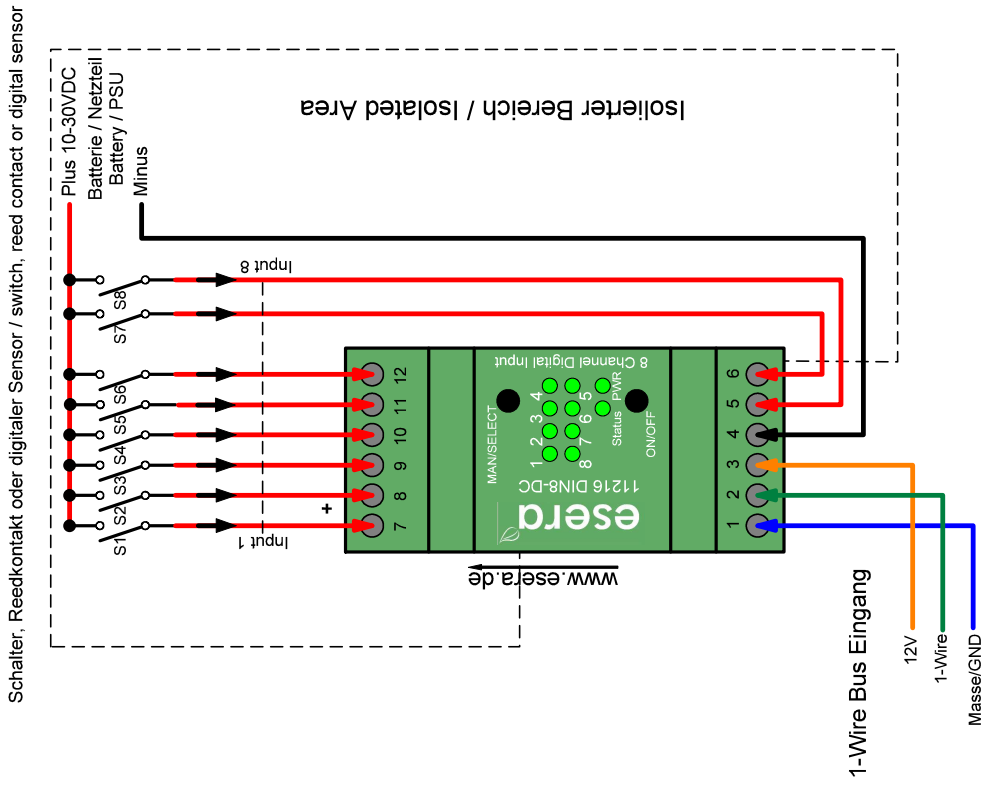 Schalter, Reedkontakt oder digitaler Sensor / switch, reed contact or digital sensor
Plus 10-30VDC
Batterie / Netzteil
Battery / PSU
Minus
Isolierter Bereich / Isolated Area
Input 8
S8
S7
S6
S5
S4
S3
S2
S1
Input 1
+
12
11
10
9
8
7
8 Channel Digital Input
MAN/SELECT
1 2 3 4
8 7 6 5
Status PWR
ON/OFF
11216 DIN8-DC
esera
6
5
4
3
2
1
www.esera.de
1-Wire Bus Eingang
12V
1-Wire
Masse/GND